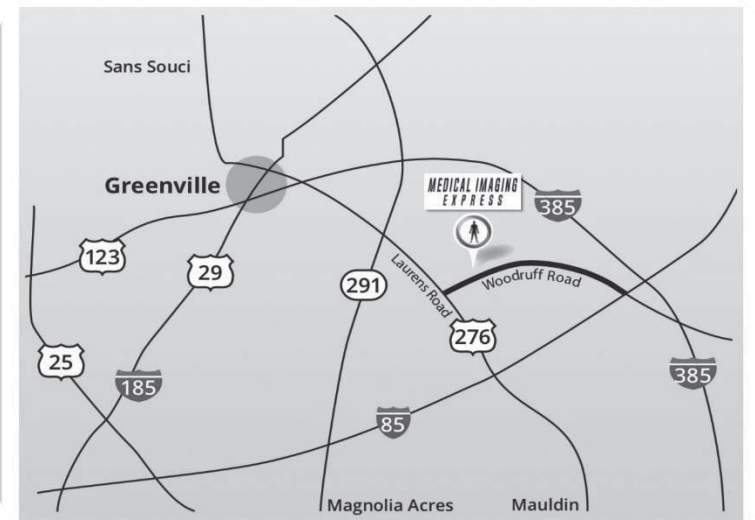 Sans Souci
Greenville
MEDICAL IMAGING
EXPRESS
385
123
29
291
Laurens Road
Woodruff Road
276
25
185
385
85
Magnolia Acres
Mauldin